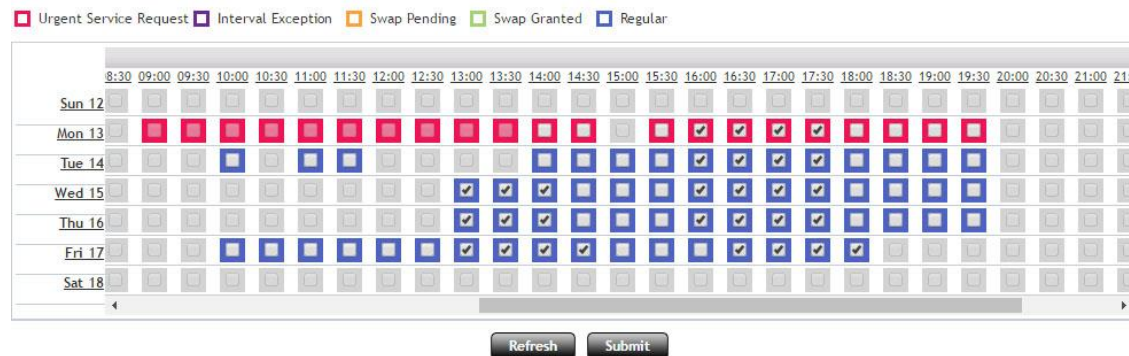 Urgent Service Request Interval Exception Swap Pending Swap Granted Regular
8:30 09:00 09:30 10:00 10:30 11:00 11:30 12:00 12:30 13:00 13:30 14:00 14:30 15:00 15:30 16:00 16:30 17:00 17:30 18:00 18:30 19:00 19:30 20:00 20:30 21:00 21:
Sun 12
Mon 13
Tue 14
Wed 15
Thu 16
Fri 17
Sat 18
Refresh Submit